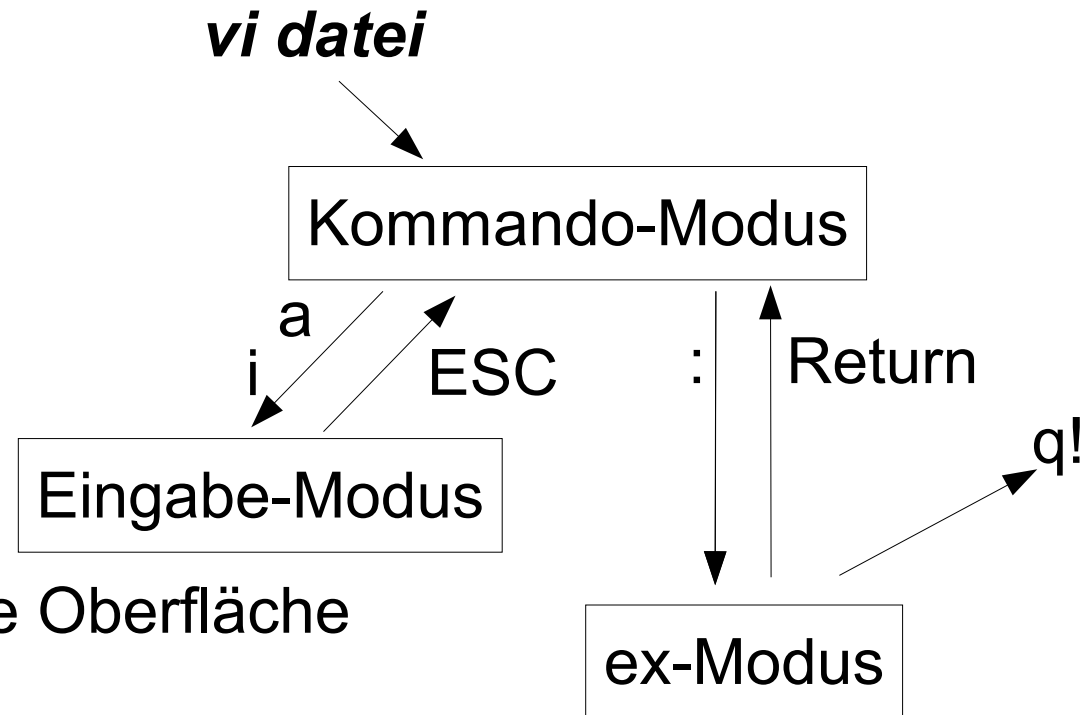 vi datei
Kommando-Modus
a
i
ESC
:
Return
q!
Eingabe-Modus
e Oberfläche
ex-Modus